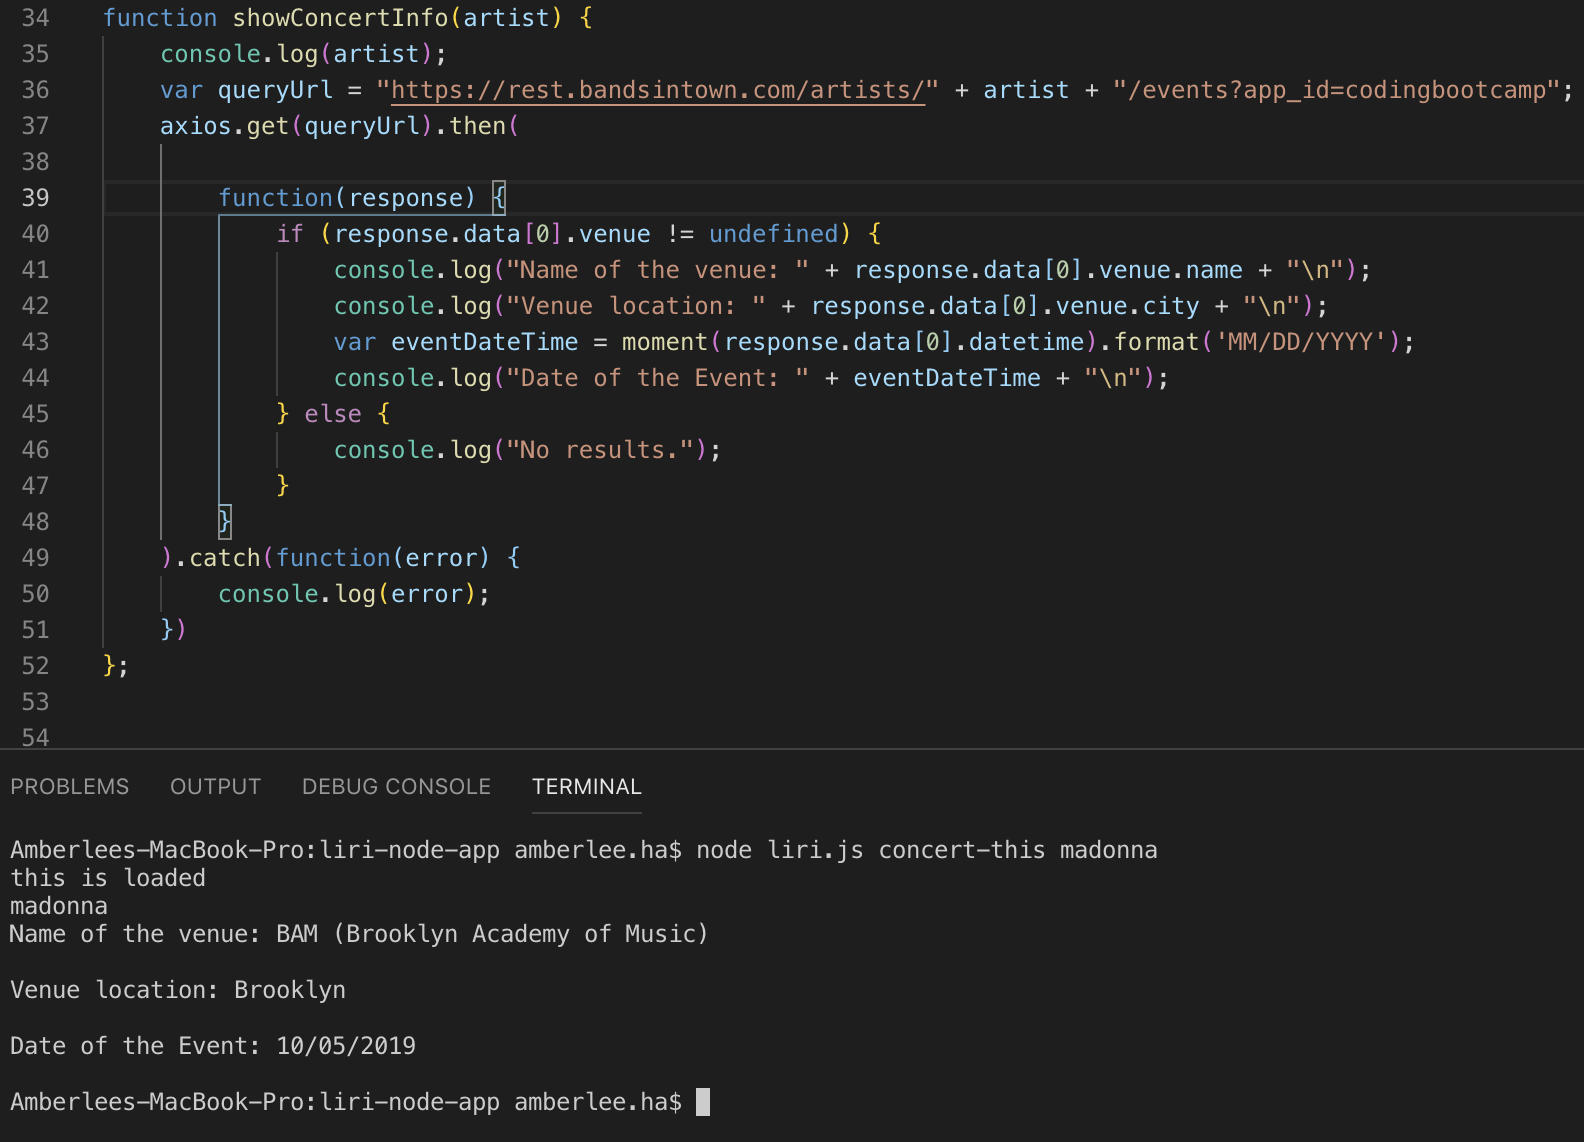 34 function showConcertInfo(artist) {
35 console.log(artist);
36 var queryUrl = "https://rest.bandsintown.com/artists/" + artist + "/events?app_id=codingbootcamp";
37 axios.get(queryUrl).then(
38
39 function(response) {
40 if (response.data[0].venue != undefined) {
41 console.log("Name of the venue: " + response.data[0].venue.name + "\n");
42 console.log("Venue location: " + response.data[0].venue.city + "\n");
43 var eventDateTime = moment(response.data[0].datetime).format('MM/DD/YYYY');
44 console.log("Date of the Event: " + eventDateTime + "\n");
45 } else {
46 console.log("No results.");
47 }
48 }
49 ).catch(function(error) {
50 console.log(error);
51 })
52 };
53
54
PROBLEMS OUTPUT DEBUG CONSOLE TERMINAL
Amberlees-MacBook-Pro:liri-node-app amberlee.ha$ node liri.js concert-this madonna
this is loaded
madonna
Name of the venue: BAM (Brooklyn Academy of Music)
Venue location: Brooklyn
Date of the Event: 10/05/2019
Amberlees-MacBook-Pro:liri-node-app amberlee.ha$